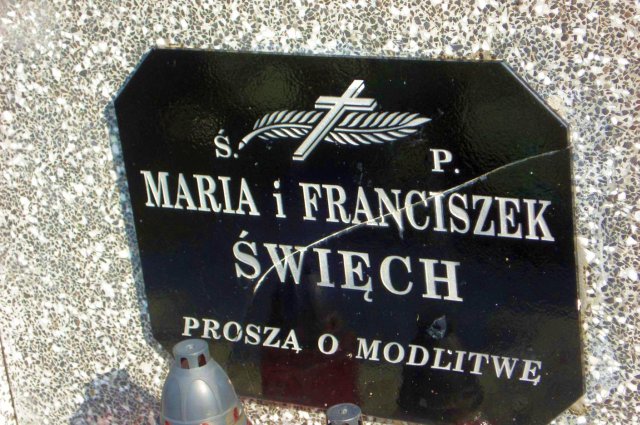 Ś. P.
MARIA i FRANCISZEK
ŚWIĘCH
PROSZĄ O MODLITWĘ